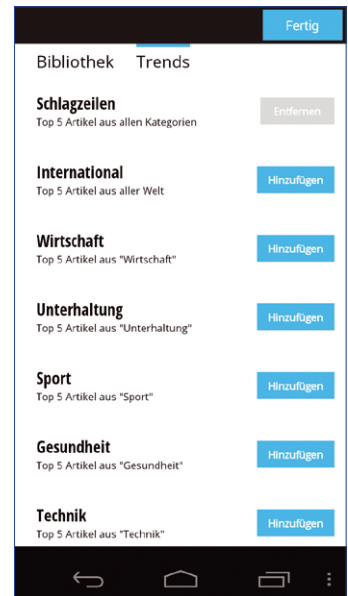 Fertig
Bibliothek Trends
Schlagzeilen
Top 5 Artikel aus allen Kategorien
Entfernen
International
Top 5 Artikel aus aller Welt
Hinzufügen
Wirtschaft
Top 5 Artikel aus "Wirtschaft"
Hinzufügen
Unterhaltung
Top 5 Artikel aus "Unterhaltung"
Hinzufügen
Sport
Top 5 Artikel aus "Sport"
Hinzufügen
Gesundheit
Top 5 Artikel aus "Gesundheit"
Hinzufügen
Technik
Top 5 Artikel aus "Technik"
Hinzufügen